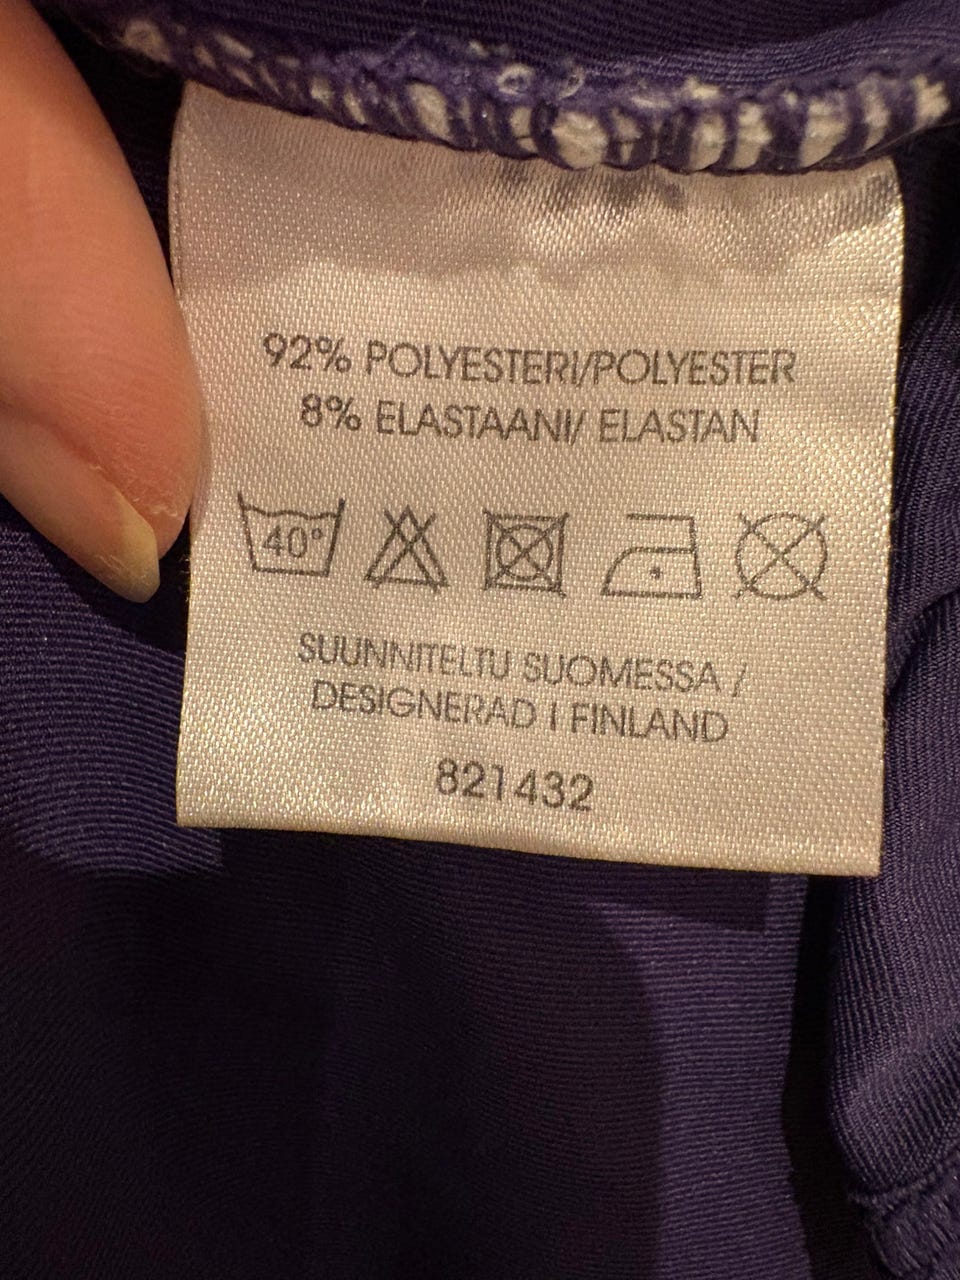 92% POLYESTERI/POLYESTER
8% ELASTAANI/ ELASTAN
40°
SUUNNITELTU SUOMESSA /
DESIGNERAD I FINLAND
821432